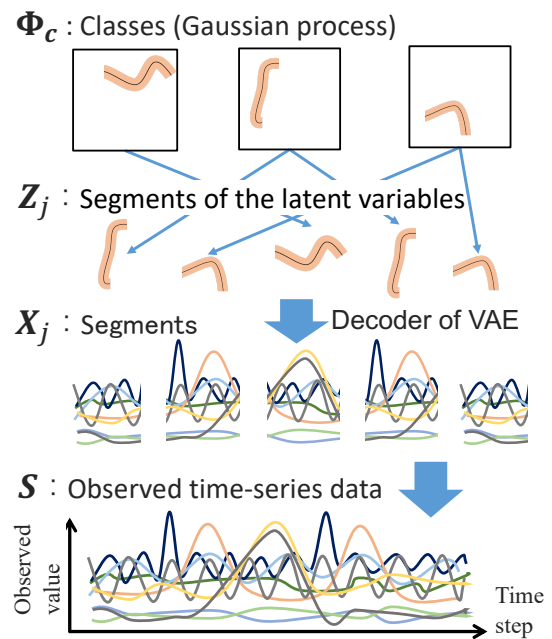 Φc : Classes (Gaussian process)
Zj : Segments of the latent variables
Xj : Segments
Decoder of VAE
S : Observed time-series data
Observed
value
Time
step